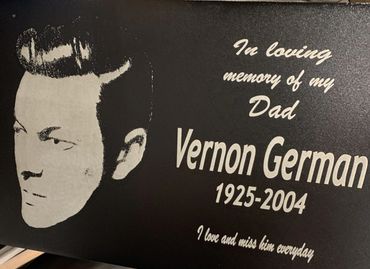 In loving
memory of my
Dad
Vernon German
1925-2004
I love and miss him everyday